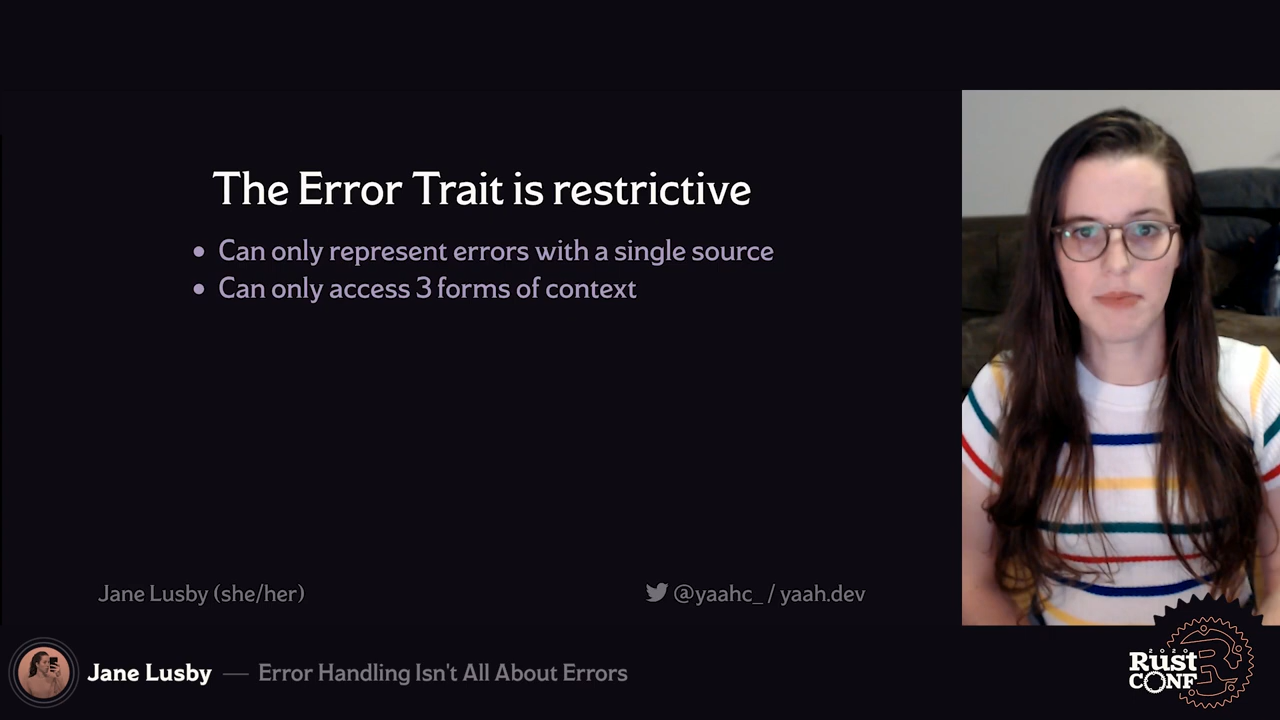 The Error Trait is restrictive
• Can only represent errors with a single source
• Can only access 3 forms of context
Jane Lusby (she/her)
@yaahc_ / yaah.dev
Jane Lusby — Error Handling Isn't All About Errors
2020
Rust
CONF